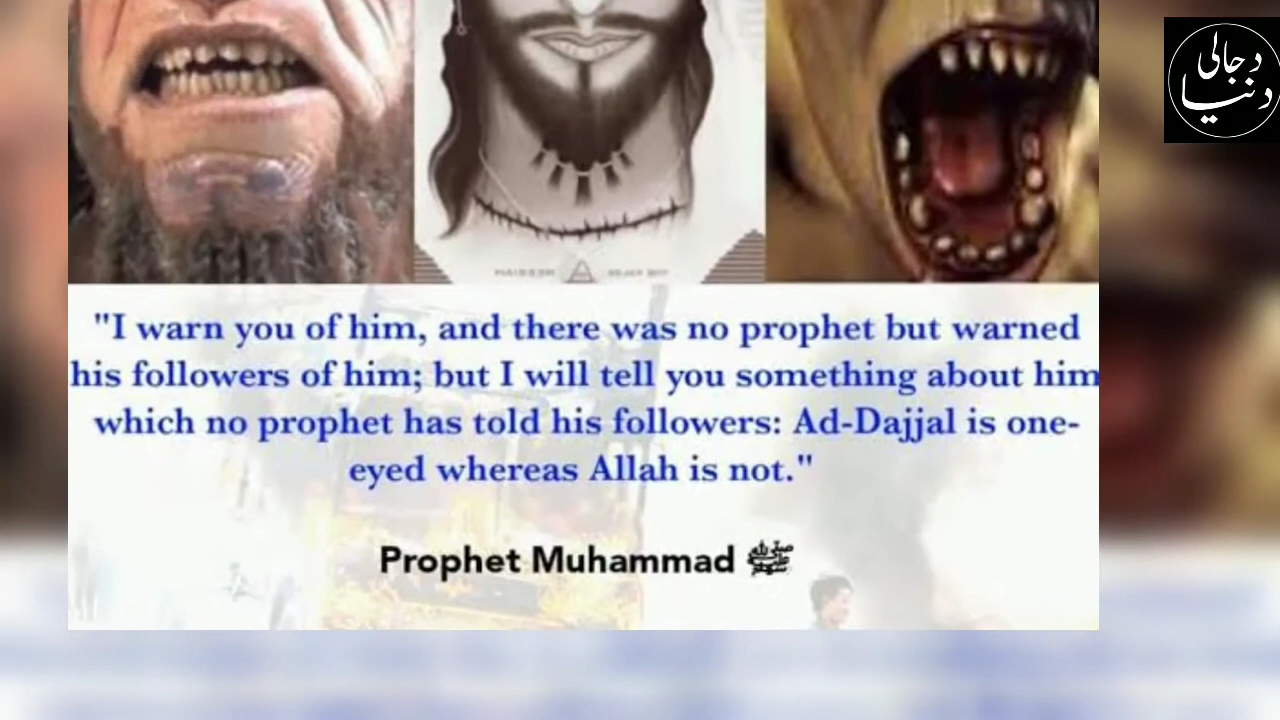 دجالی
دنیا
"I warn you of him, and there was no prophet but warned
his followers of him; but I will tell you something about him
which no prophet has told his followers: Ad-Dajjal is one-
eyed whereas Allah is not."
Prophet Muhammad ﷺ